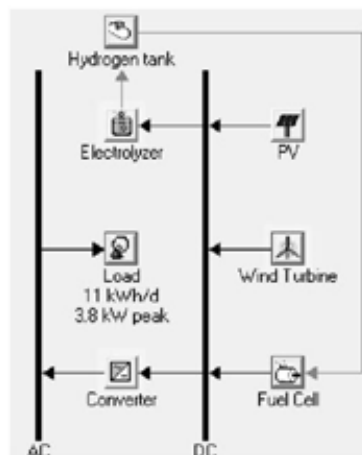 Hydrogen tank
Electrolyzer
PV
Load
11 kWh/d
3.8 kW peak
Wind Turbine
Converter
Fuel Cell
AC
DC